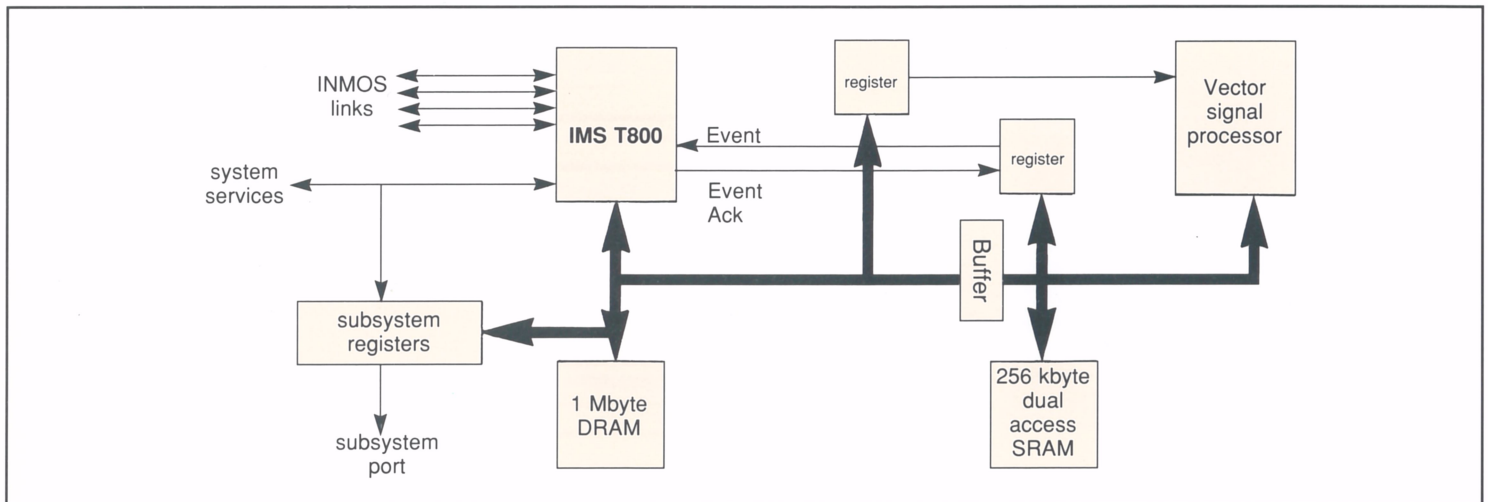 INMOS
links
IMS T800
register
Vector
signal
processor
Event
register
system
services
Event
Ack
Buffer
subsystem
registers
1 Mbyte
DRAM
256 kbyte
dual
access
SRAM
subsystem
port